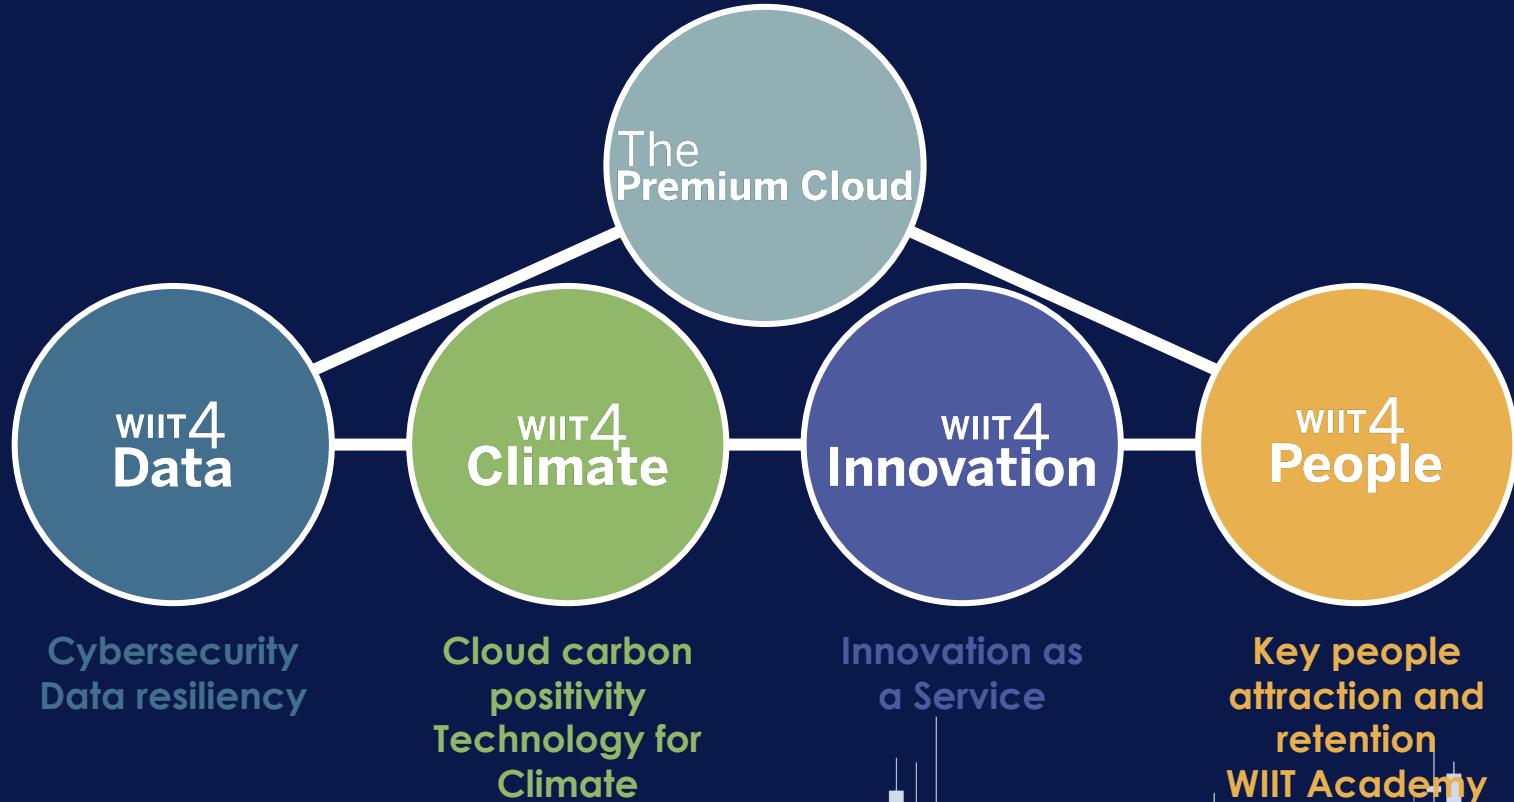 The
Premium Cloud
WIIT4
Data
WIIT4
Climate
WIIT4
Innovation
WIIT4
People
Cybersecurity
Data resiliency
Cloud carbon
positivity
Technology for
Climate
Innovation as
a Service
Key people
attraction and
retention
WIIT Academy